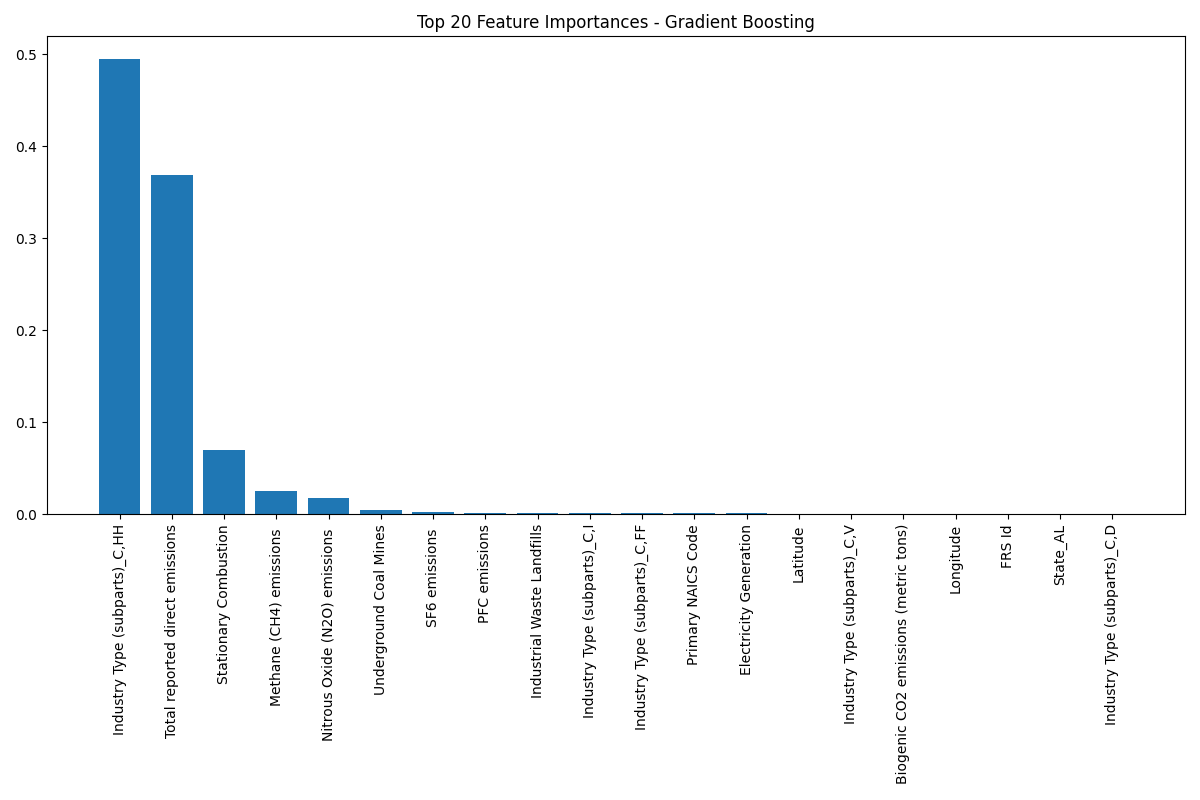 Top 20 Feature Importances - Gradient Boosting
0.5
0.4
0.3
0.2
0.1
0.0
Industry Type (subparts)_C,HH
Total reported direct emissions
Stationary Combustion
Methane (CH4) emissions
Nitrous Oxide (N2O) emissions
Underground Coal Mines
SF6 emissions
PFC emissions
Industrial Waste Landfills
Industry Type (subparts)_C,I
Industry Type (subparts)_C,FF
Primary NAICS Code
Electricity Generation
Latitude
Industry Type (subparts)_C,V
Biogenic CO2 emissions (metric tons)
Longitude
FRS Id
State_AL
Industry Type (subparts)_C,D